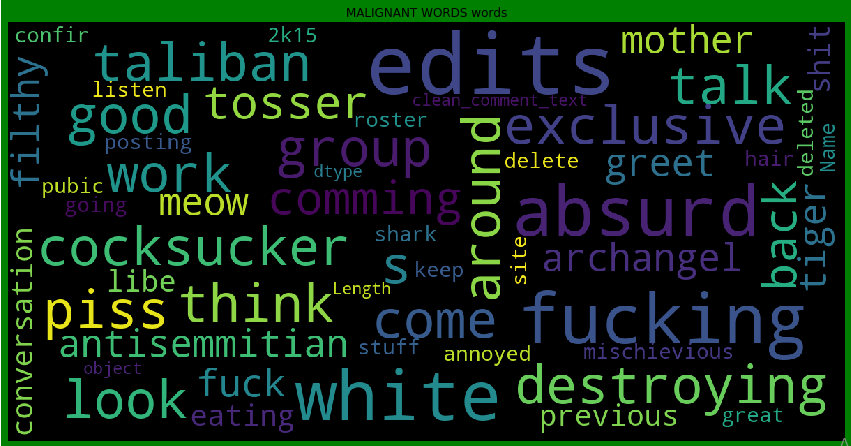 MALIGNANT WORDS words
confir
2k15
edits
mother
shit
taliban
talk
filthy
listen
good
tosser
clean_comment_text
exclusive
deleted
Name
posting
roster
group
around
delete
greet
hair
work
dtype
pubic
going
meow
comming
absurd
back
tiger
conversation
cocksucker
shark
s
keep
site
archangel
libe
Length
piss
think
come
fucking
antisemmitian
stuff
annoyed
mischievious
object
look
fuck
white
destroying
eating
previous
great